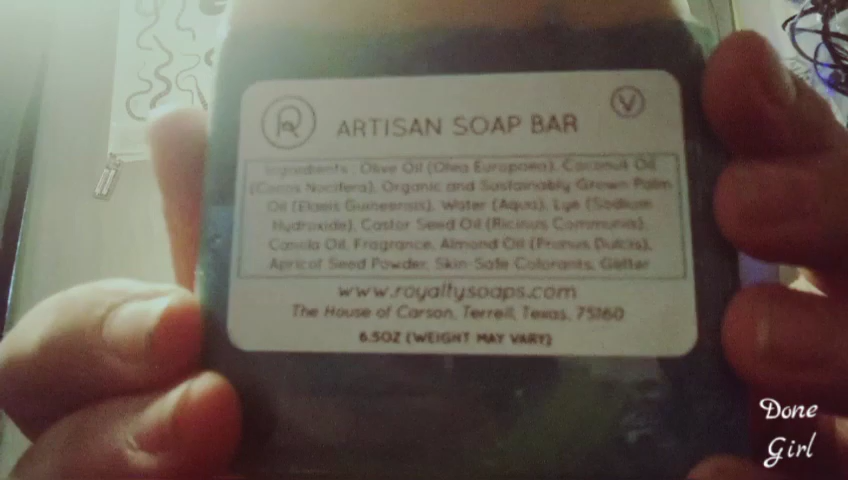 R
V
ARTISAN SOAP BAR
Ingredients: Olive Oil (Olea Europaea), Coconut Oil
(Cocos Nucifera), Organic and Sustainably Grown Palm
Oil (Elaeis Guineensis), Water (Aqua), Lye (Sodium
Hydroxide), Castor Seed Oil (Ricinus Communis),
Canola Oil, Fragrance, Almond Oil (Prunus Dulcis),
Apricot Seed Powder, Skin-Safe Colorants, Glitter
www.royaltysoaps.com
The House of Carson, Terrell, Texas, 75160
6.5OZ (WEIGHT MAY VARY)
Done
Girl